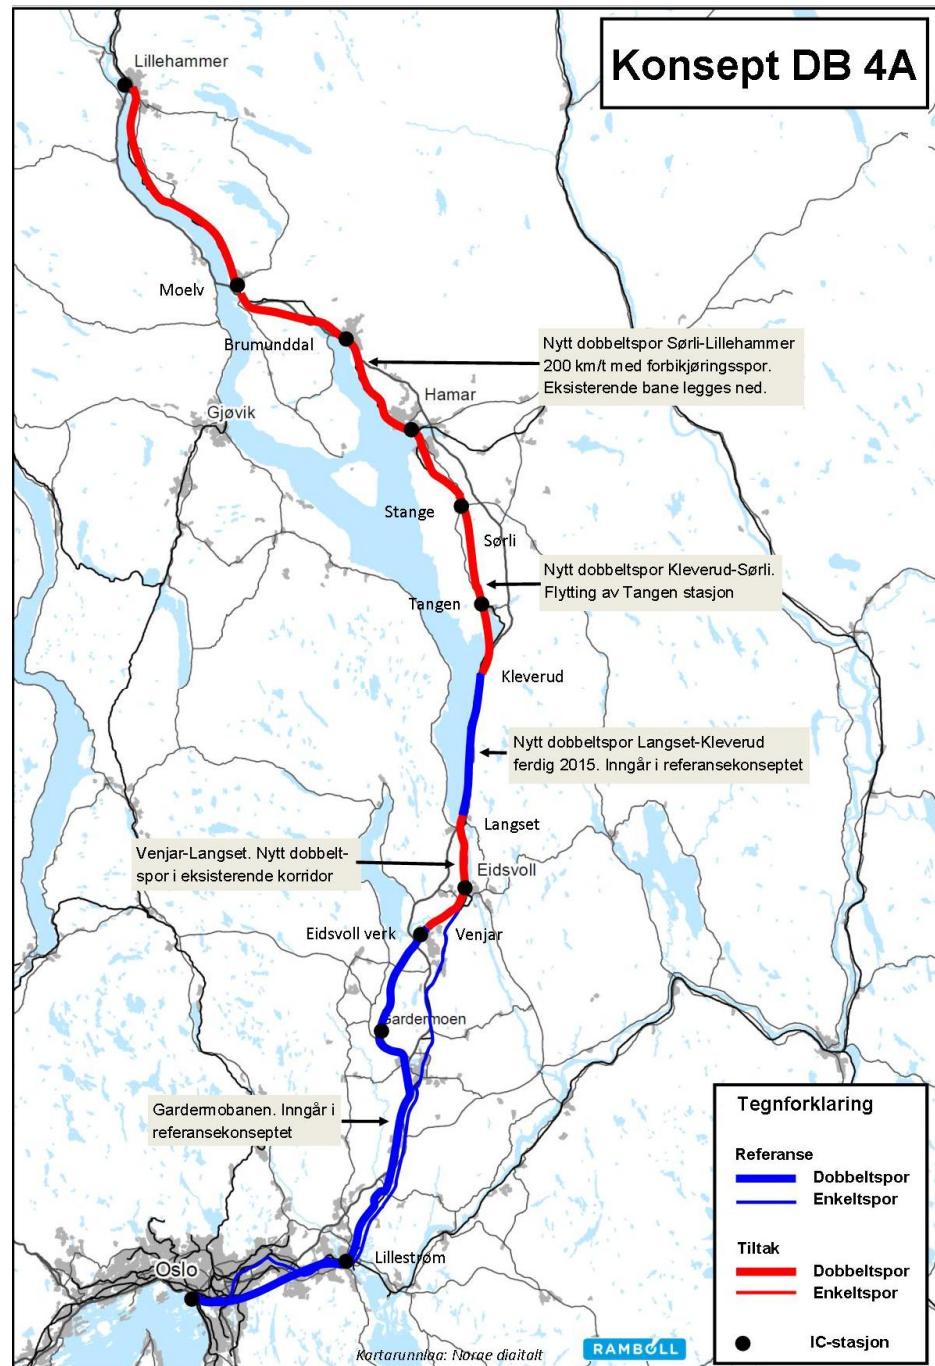 Konsept DB 4A
Lillehammer
Moelv
Brumunddal
Nytt dobbeltspor Sørli-Lillehammer
200 km/t med forbikjøringsspor.
Eksisterende bane legges ned.
Hamar
Gjøvik
Stange
Sørli
Nytt dobbeltspor Kleverud-Sørli.
Flytting av Tangen stasjon
Tangen
Kleverud
Nytt dobbeltspor Langset-Kleverud
ferdig 2015. Inngår i referansekonseptet
Langset
Venjar-Langset. Nytt dobbelt-
spor i eksisterende korridor
Eidsvoll
Eidsvoll verk
Venjar
Gardermoen
Gardermobanen. Inngår i
referansekonseptet
Lillestrøm
Oslo
Tegnforklaring
Referanse
Dobbeltspor
Enkeltspor
Tiltak
Dobbeltspor
Enkeltspor
IC-stasjon
Kartgrunnlag: Norge digitalt
RAMBOLL